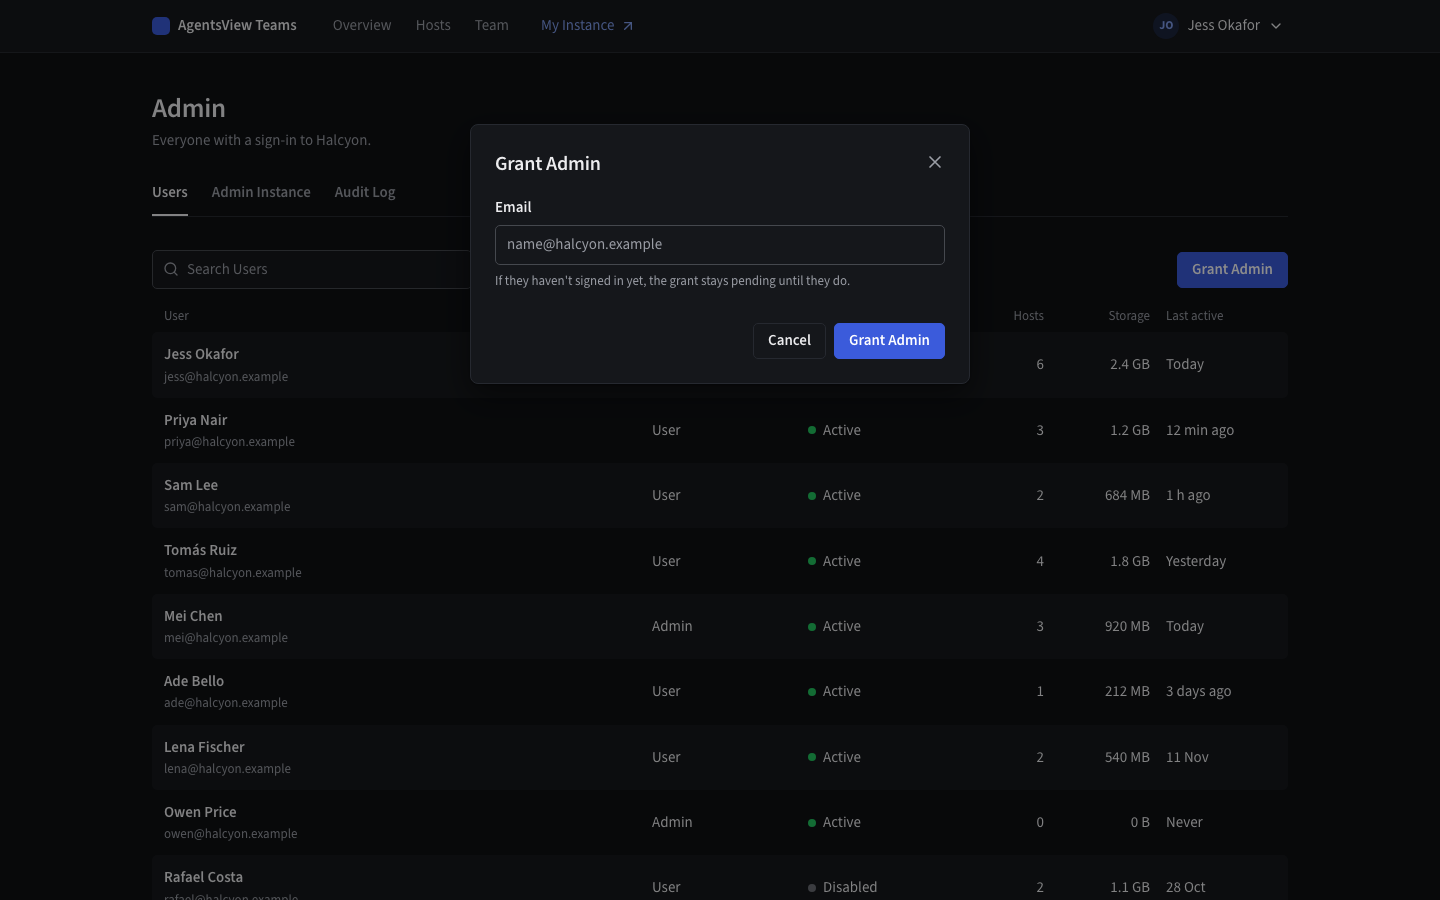 AgentsView Teams Overview Hosts Team My Instance JO Jess Okafor
Admin
Everyone with a sign-in to Halcyon.
Users Admin Instance Audit Log
Search Users
Grant Admin
User Hosts Storage Last active
Grant Admin
Email
name@halcyon.example
If they haven't signed in yet, the grant stays pending until they do.
Cancel Grant Admin
Jess Okafor
jess@halcyon.example
6 2.4 GB Today
Priya Nair
priya@halcyon.example
User Active 3 1.2 GB 12 min ago
Sam Lee
sam@halcyon.example
User Active 2 684 MB 1 h ago
Tomás Ruiz
tomas@halcyon.example
User Active 4 1.8 GB Yesterday
Mei Chen
mei@halcyon.example
Admin Active 3 920 MB Today
Ade Bello
ade@halcyon.example
User Active 1 212 MB 3 days ago
Lena Fischer
lena@halcyon.example
User Active 2 540 MB 11 Nov
Owen Price
owen@halcyon.example
Admin Active 0 0 B Never
Rafael Costa
rafael@halcyon.example
User Disabled 2 1.1 GB 28 Oct